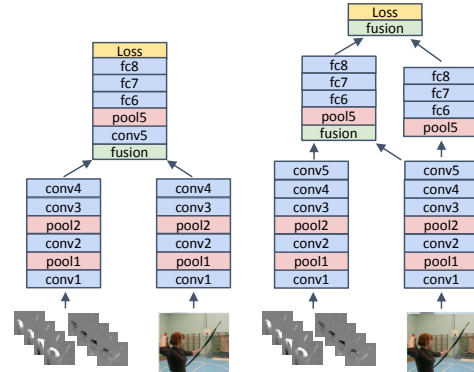 Loss
fc8
fc7
fc6
pool5
conv5
fusion
conv4
conv3
pool2
conv2
pool1
conv1
conv4
conv3
pool2
conv2
pool1
conv1
Loss
fusion
fc8
fc7
fc6
pool5
fusion
fc8
fc7
fc6
pool5
conv5
conv4
conv3
pool2
conv2
pool1
conv1
conv5
conv4
conv3
pool2
conv2
pool1
conv1